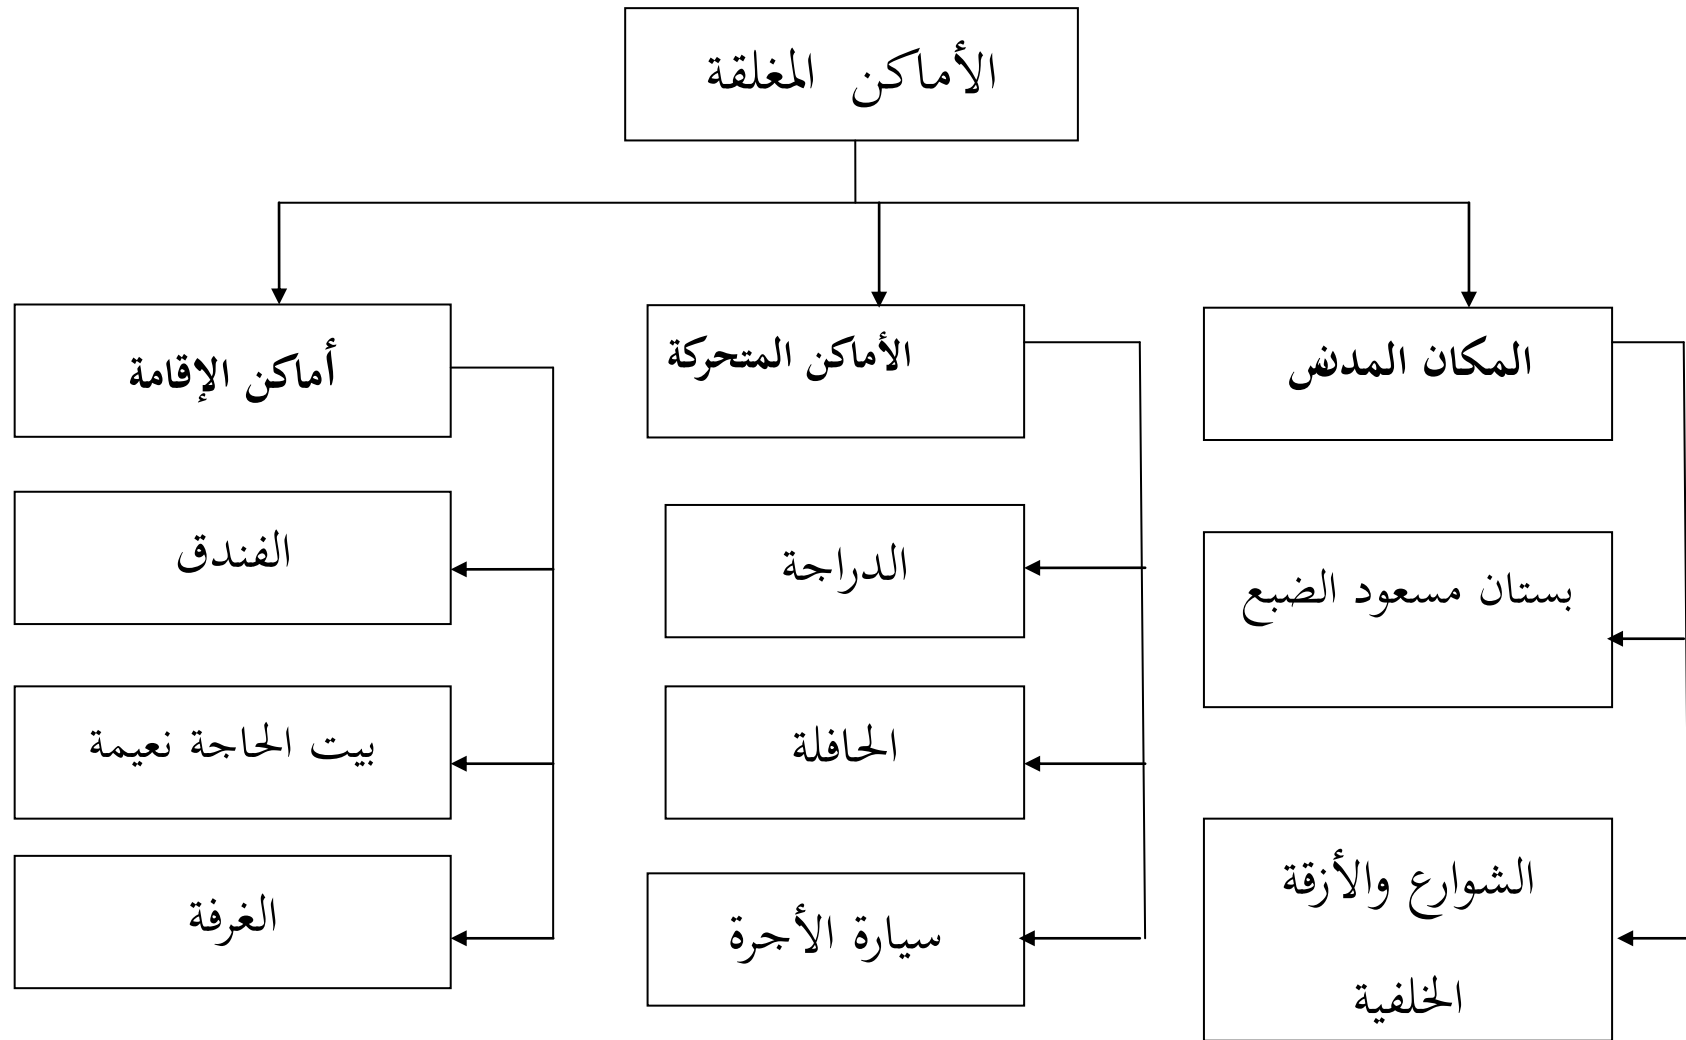 الأماكن المغلقة
المكان المدنس
الأماكن المتحركة
أماكن الإقامة
بستان مسعود الضبع
الدراجة
الفندق
الحافلة
بيت الحاجة نعيمة
الشوارع والأزقة
الخلفية
سيارة الأجرة
الغرفة